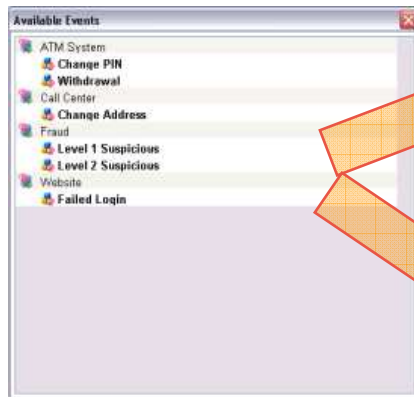 Available Events
ATM System
Change PIN
Withdrawal
Call Center
Change Address
Fraud
Level 1 Suspicious
Level 2 Suspicious
Website
Failed Login